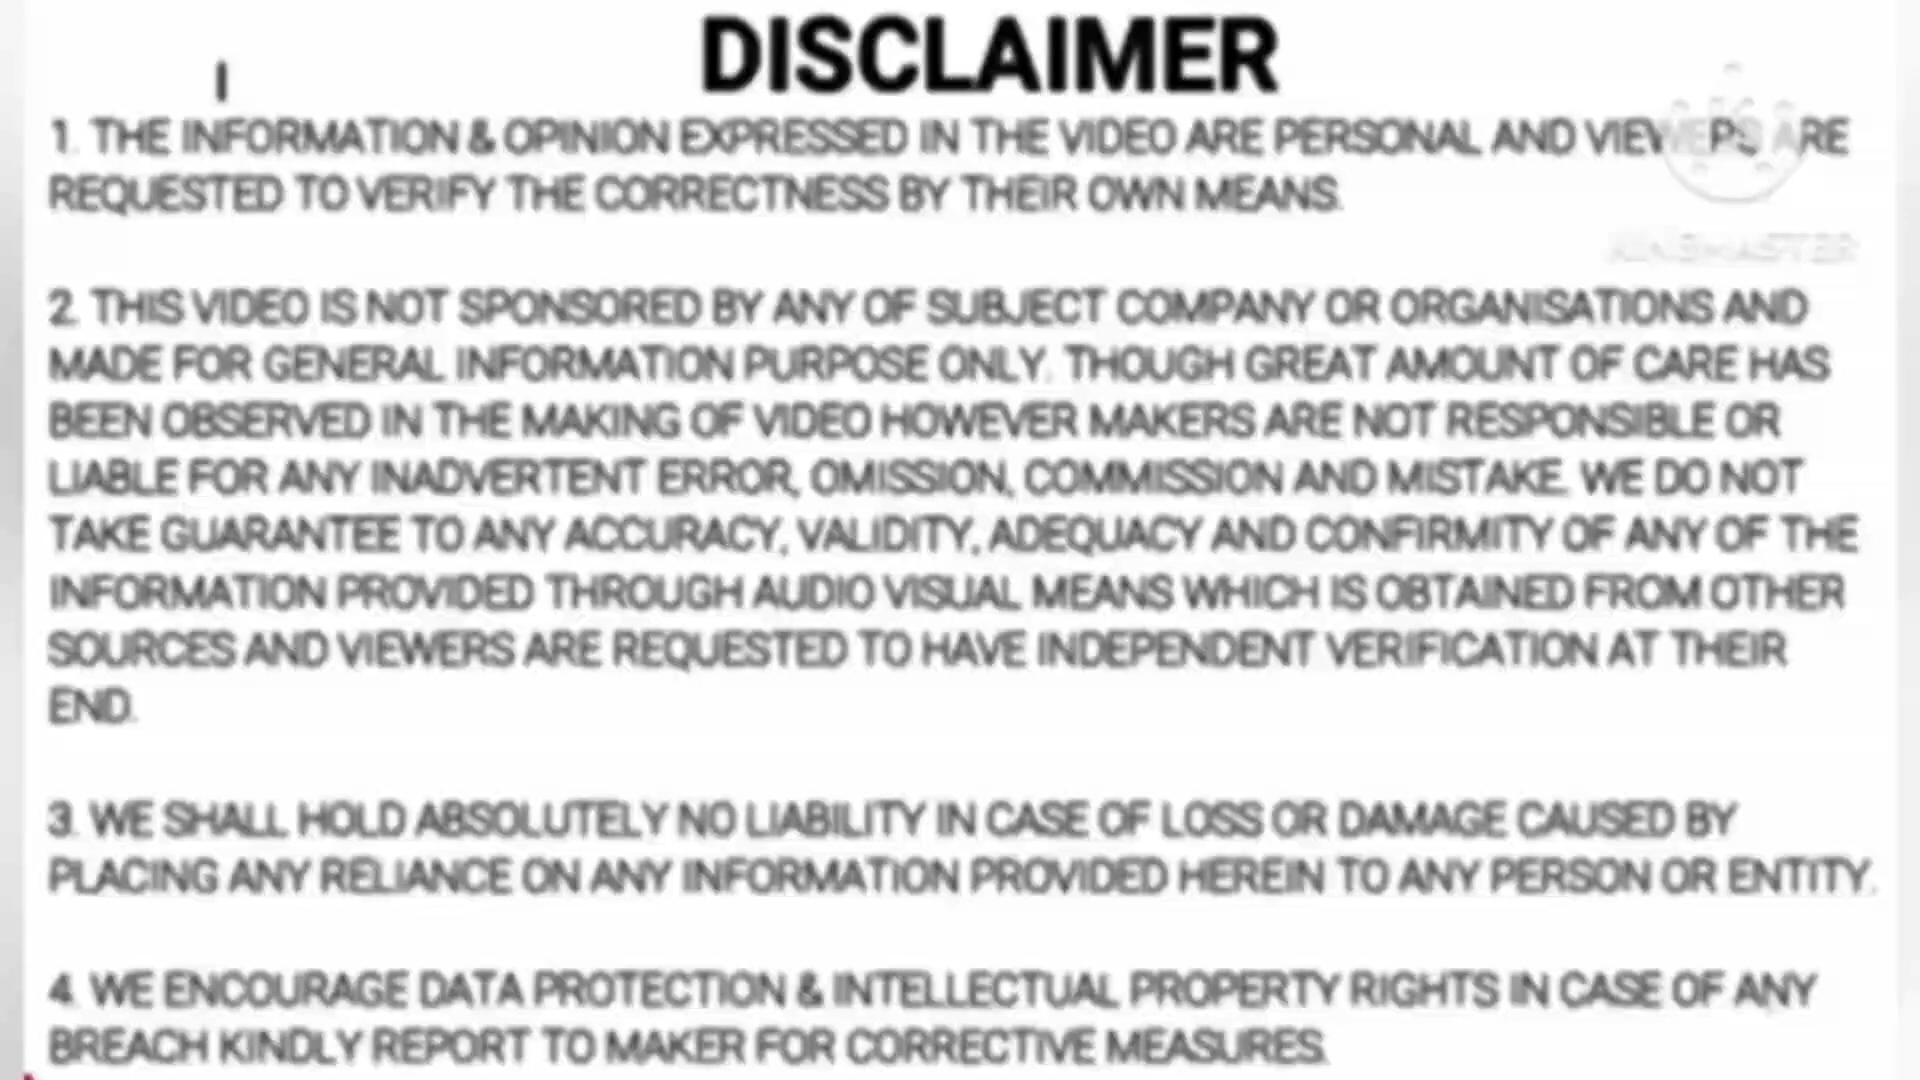 DISCLAIMER
1. THE INFORMATION & OPINION EXPRESSED IN THE VIDEO ARE PERSONAL AND VIEWERS ARE
REQUESTED TO VERIFY THE CORRECTNESS BY THEIR OWN MEANS.
KINEMASTER
2. THIS VIDEO IS NOT SPONSORED BY ANY OF SUBJECT COMPANY OR ORGANISATIONS AND
MADE FOR GENERAL INFORMATION PURPOSE ONLY. THOUGH GREAT AMOUNT OF CARE HAS
BEEN OBSERVED IN THE MAKING OF VIDEO HOWEVER MAKERS ARE NOT RESPONSIBLE OR
LIABLE FOR ANY INADVERTENT ERROR, OMISSION, COMMISSION AND MISTAKE. WE DO NOT
TAKE GUARANTEE TO ANY ACCURACY, VALIDITY, ADEQUACY AND CONFIRMITY OF ANY OF THE
INFORMATION PROVIDED THROUGH AUDIO VISUAL MEANS WHICH IS OBTAINED FROM OTHER
SOURCES AND VIEWERS ARE REQUESTED TO HAVE INDEPENDENT VERIFICATION AT THEIR
END.
3. WE SHALL HOLD ABSOLUTELY NO LIABILITY IN CASE OF LOSS OR DAMAGE CAUSED BY
PLACING ANY RELIANCE ON ANY INFORMATION PROVIDED HEREIN TO ANY PERSON OR ENTITY.
4. WE ENCOURAGE DATA PROTECTION & INTELLECTUAL PROPERTY RIGHTS IN CASE OF ANY
BREACH KINDLY REPORT TO MAKER FOR CORRECTIVE MEASURES.